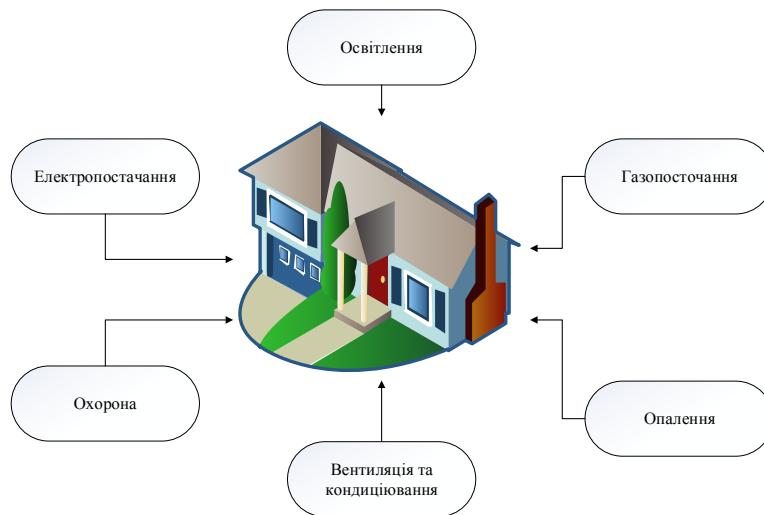 Освітлення
Електропостачання
Газопосточання
Охорона
Опалення
Вентиляція та
кондиціювання